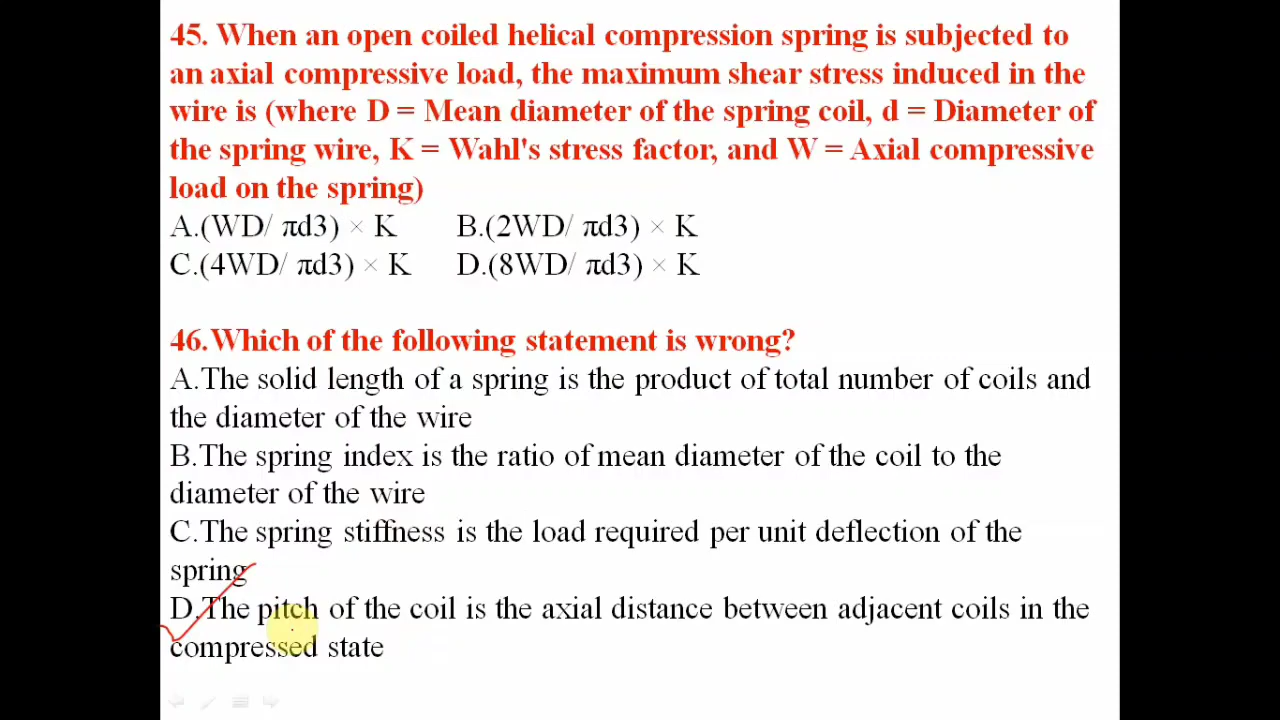 45. When an open coiled helical compression spring is subjected to
an axial compressive load, the maximum shear stress induced in the
wire is (where D = Mean diameter of the spring coil, d = Diameter of
the spring wire, K = Wahl's stress factor, and W = Axial compressive
load on the spring)
A.(WD/ πd3) × K B.(2WD/ πd3) × K
C.(4WD/ πd3) × K D.(8WD/ πd3) × K
46.Which of the following statement is wrong?
A.The solid length of a spring is the product of total number of coils and
the diameter of the wire
B.The spring index is the ratio of mean diameter of the coil to the
diameter of the wire
C.The spring stiffness is the load required per unit deflection of the
spring
D.The pitch of the coil is the axial distance between adjacent coils in the
compressed state